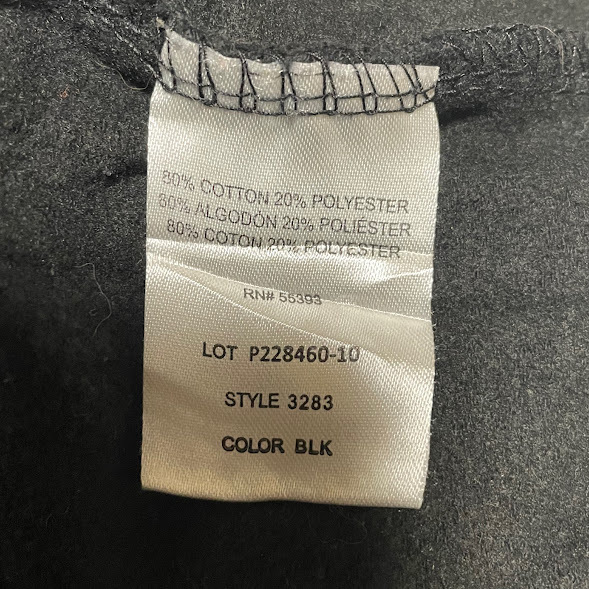 80% COTTON 20% POLYESTER
80% ALGODÓN 20% POLIÉSTER
80% COTON 20% POLYESTER
RN# 55393
LOT P228460-10
STYLE 3283
COLOR BLK